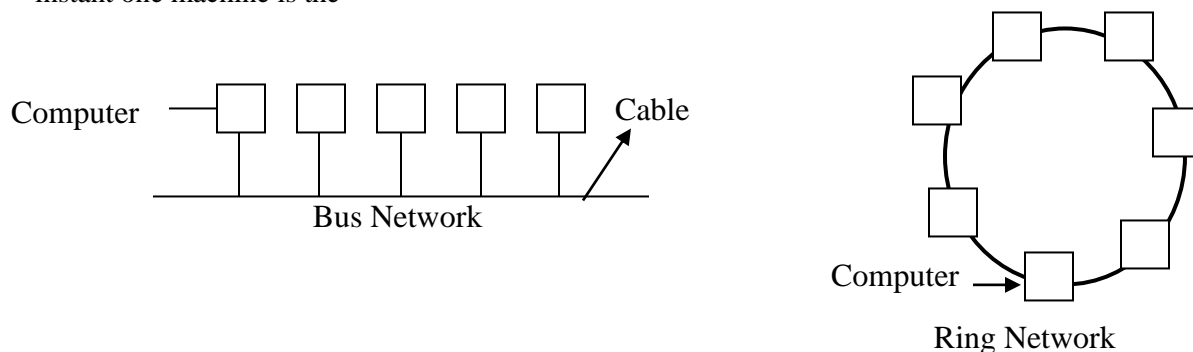 instant one machine is the
Computer
Cable
Bus Network
Computer
Ring Network